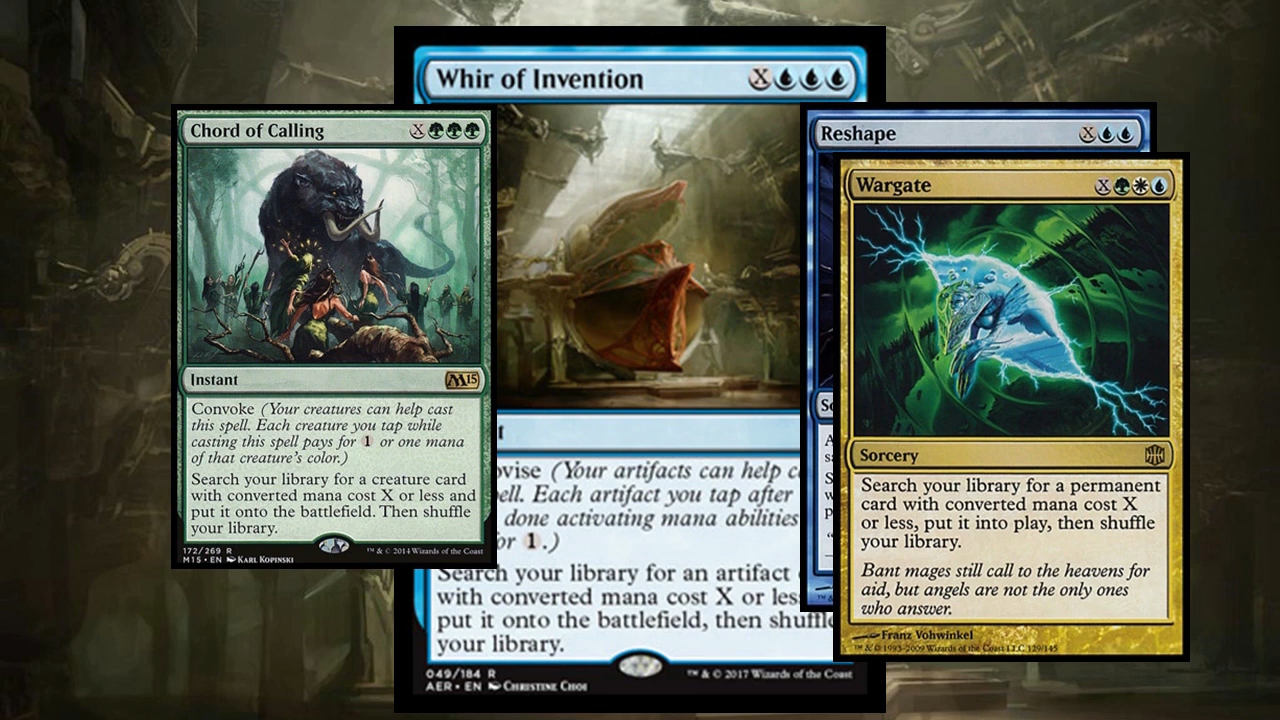 Chord of Calling X
Instant M15
Convoke (Your creatures can help cast
this spell. Each creature you tap while
casting this spell pays for 1 or one mana
of that creature's color.)
Search your library for a creature card
with converted mana cost X or less and
put it onto the battlefield. Then shuffle
your library.
172/269 R
M15 • EN Karl Kopinski ™ & © 2014 Wizards of the Coast
Whir of Invention X
(Your artifacts can help
Each artifact you tap after
done activating mana abilities
1.)
Search your library for an artifact
with converted mana cost X or
put it onto the battlefield, then
your library.
049/184 R
AER • EN Christine Choi ™ & © 2017 Wizards of the Coast
Reshape X
Wargate X
Sorcery
Search your library for a permanent
card with converted mana cost X
or less, put it into play, then shuffle
your library.
Bant mages still call to the heavens for
aid, but angels are not the only ones
who answer.
Franz Vohwinkel
™ & © 1993-2009 Wizards of the Coast LLC 129/145